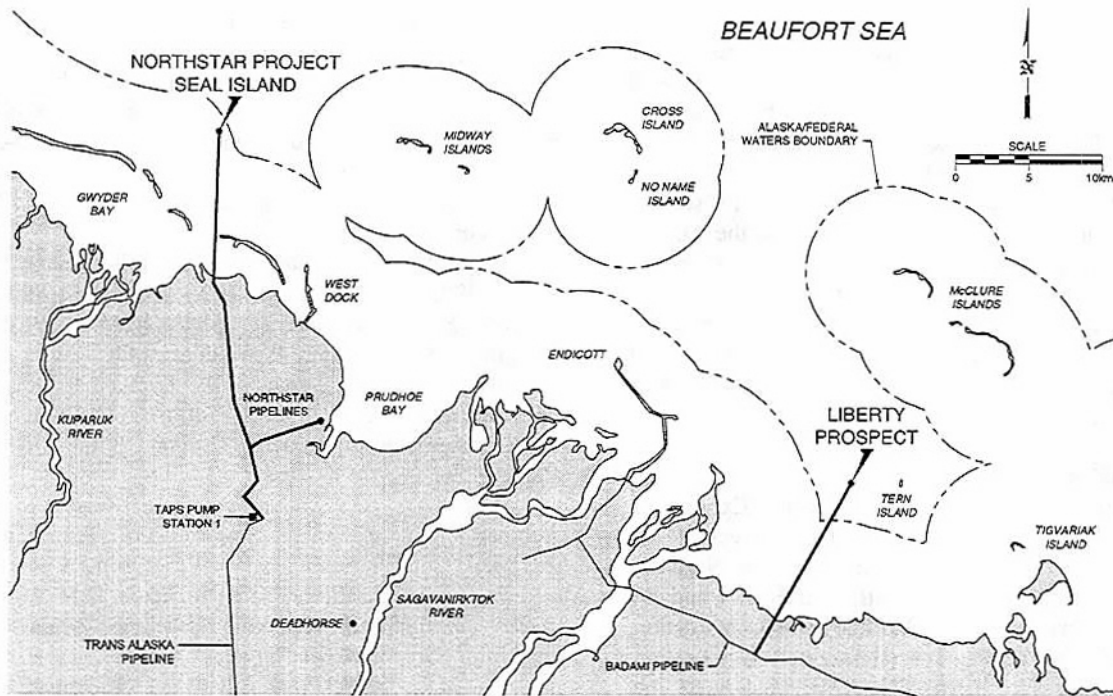 BEAUFORT SEA
NORTHSTAR PROJECT
SEAL ISLAND
MIDWAY
ISLANDS
CROSS
ISLAND
NO NAME
ISLAND
ALASKA/FEDERAL
WATERS BOUNDARY
N
SCALE
0 5 10km
GWYDER
BAY
WEST
DOCK
McCLURE
ISLANDS
ENDICOTT
PRUDHOE
BAY
NORTHSTAR
PIPELINES
KUPARUK
RIVER
LIBERTY
PROSPECT
TERN
ISLAND
TAPS PUMP
STATION 1
TIGVARIAK
ISLAND
SAGAVANIRKTOK
RIVER
DEADHORSE
TRANS ALASKA
PIPELINE
BADAMI PIPELINE